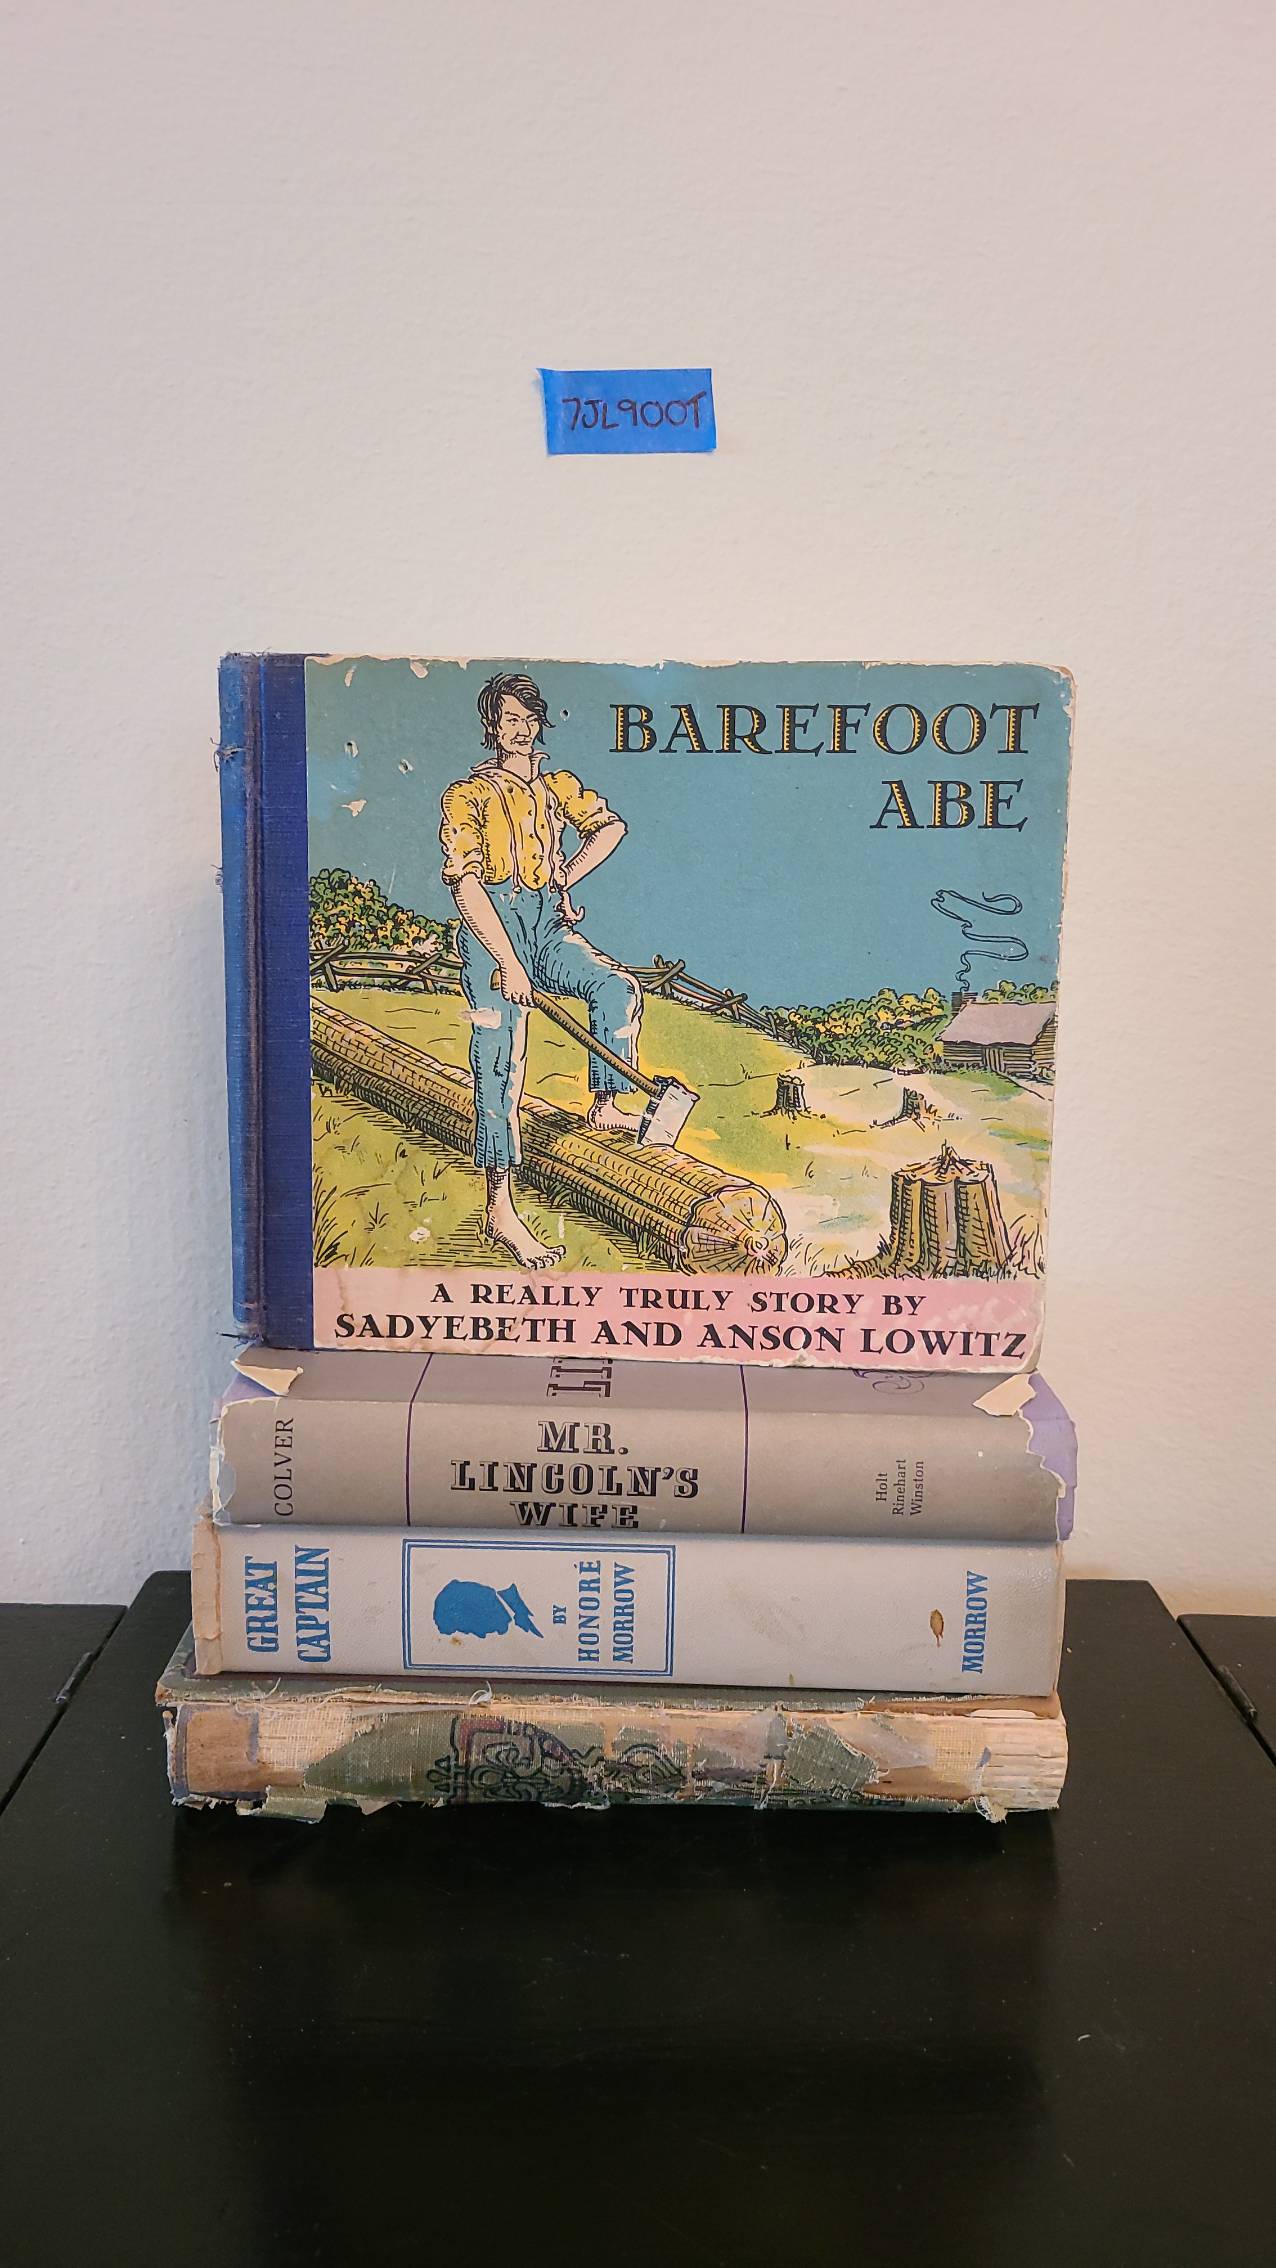 7JL900T
BAREFOOT
ABE
A REALLY TRULY STORY BY
SADYEBETH AND ANSON LOWITZ
COLVER
MR.
LINCOLN'S
WIFE
Holt
Rinehart
Winston
GREAT
CAPTAIN
BY
HONORÉ
MORROW
MORROW